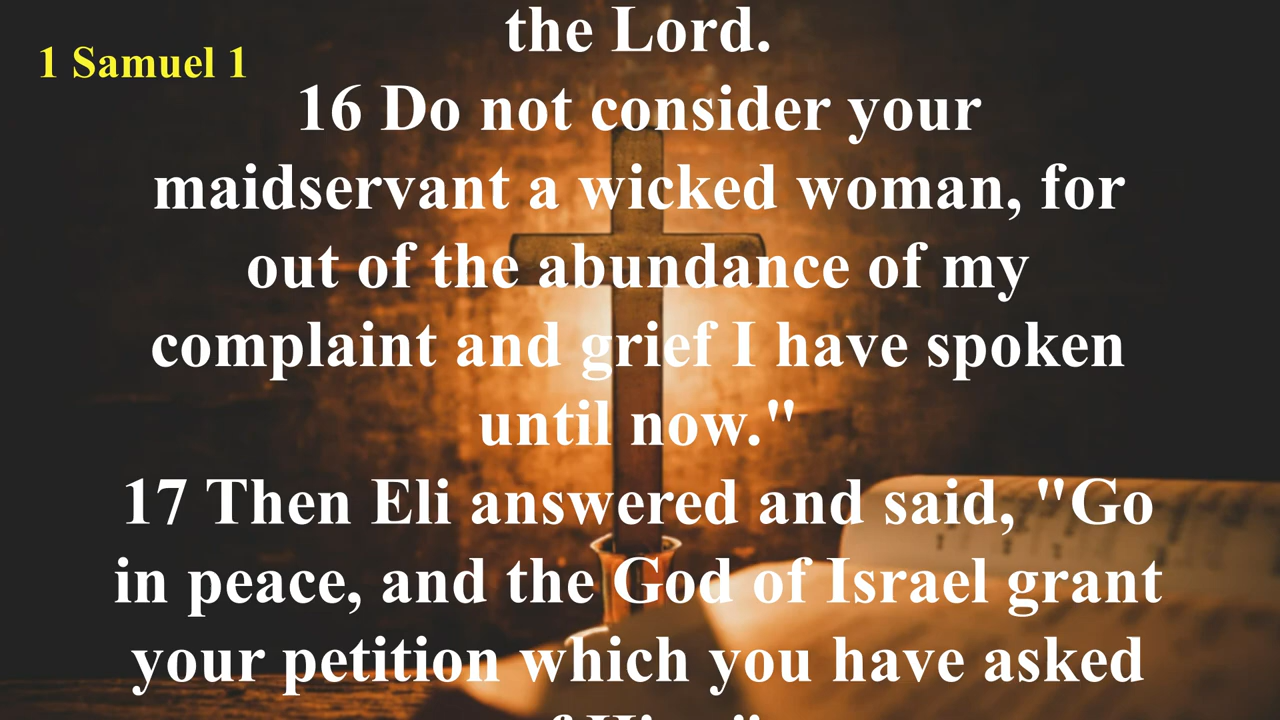 the Lord.
1 Samuel 1
16 Do not consider your
maidservant a wicked woman, for
out of the abundance of my
complaint and grief I have spoken
until now."
17 Then Eli answered and said, "Go
in peace, and the God of Israel grant
your petition which you have asked